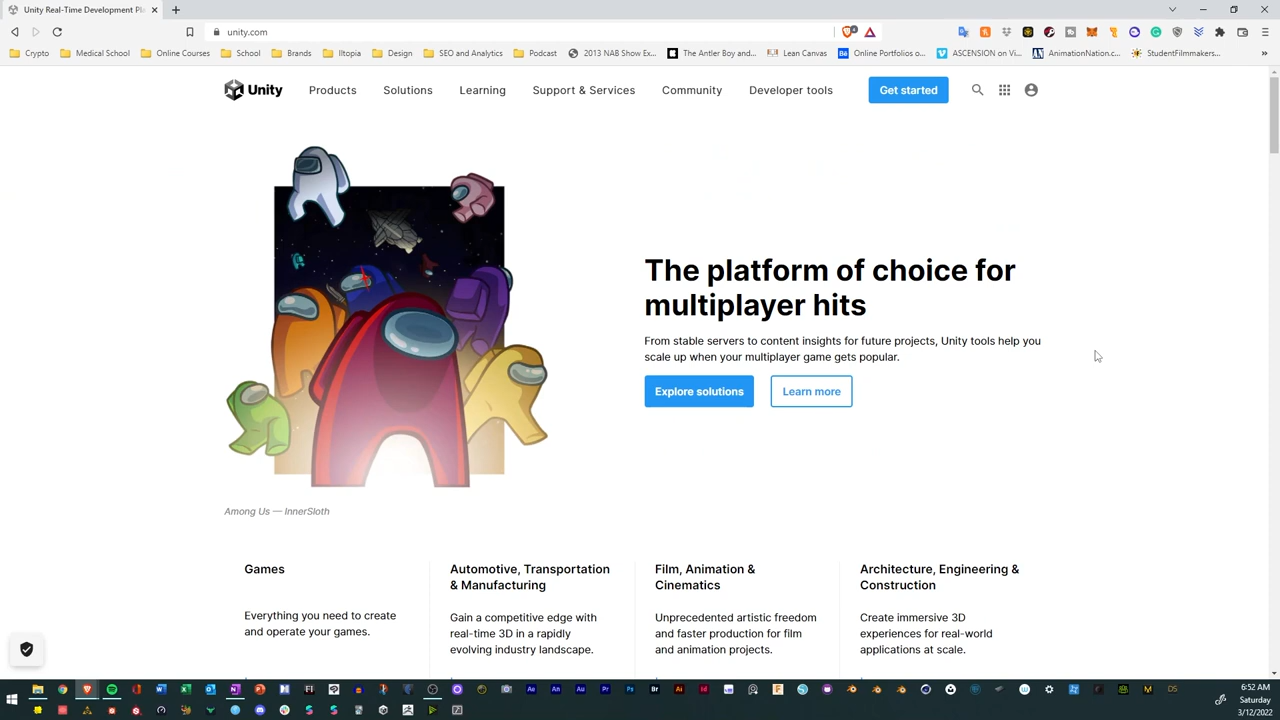 Unity Real-Time Development Pl
unity.com
Crypto
Medical School
Online Courses
School
Brands
Iltopia
Design
SEO and Analytics
Podcast
2013 NAB Show Ex...
The Antler Boy and...
Lean Canvas
Online Portfolios o...
ASCENSION on Vi...
AnimationNation.c...
StudentFilmmakers...
Unity
Products
Solutions
Learning
Support & Services
Community
Developer tools
Get started
The platform of choice for
multiplayer hits
From stable servers to content insights for future projects, Unity tools help you
scale up when your multiplayer game gets popular.
Explore solutions
Learn more
Among Us — InnerSloth
Games
Everything you need to create
and operate your games.
Automotive, Transportation
& Manufacturing
Gain a competitive edge with
real-time 3D in a rapidly
evolving industry landscape.
Film, Animation &
Cinematics
Unprecedented artistic freedom
and faster production for film
and animation projects.
Architecture, Engineering &
Construction
Create immersive 3D
experiences for real-world
applications at scale.
6:52 AM
Saturday
3/12/2022